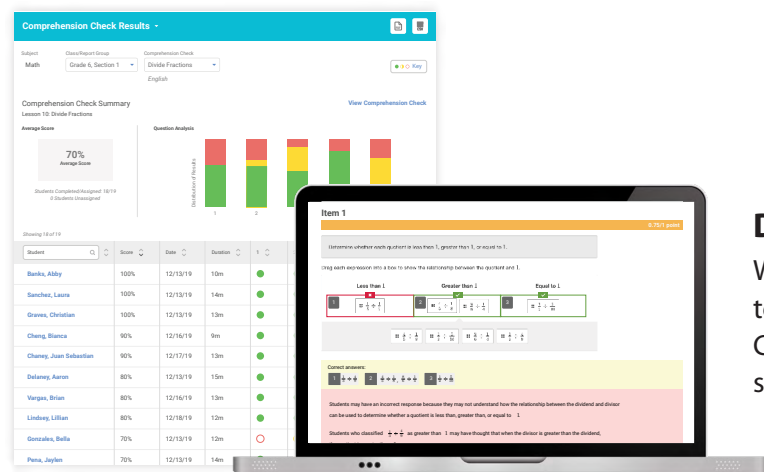 Comprehension Check Results
Subject
Class/Report Group
Comprehension Check
Math
Grade 6, Section 1
Divide Fractions
English
Key
Comprehension Check Summary
View Comprehension Check
Lesson 10: Divide Fractions
Average Score
Question Analysis
70%
Average Score
Students Completed/Assigned: 18/19
0 Students Unassigned
Distribution of Results
1
2
Showing 18 of 19
Student Score Date Duration 1
Banks, Abby 100% 12/13/19 10m
Sanchez, Laura 100% 12/13/19 14m
Graves, Christian 100% 12/13/19 13m
Cheng, Bianca 90% 12/16/19 9m
Chaney, Juan Sebastian 90% 12/17/19 13m
Delaney, Aaron 80% 12/13/19 15m
Vargas, Brian 80% 12/16/19 13m
Lindsey, Lillian 80% 12/18/19 12m
Gonzales, Bella 70% 12/13/19 12m
Pena, Jaylen 70% 12/13/19 14m
Item 1
0.75/1 point
Determine whether each quotient is less than 1, greater than 1, or equal to 1.
Drag each expression into a box to show the relationship between the quotient and 1.
Less than 1
Greater than 1
Equal to 1
1
2
3
Correct answers:
1
2
3
Students may have an incorrect response because they may not understand how the relationship between the dividend and divisor
can be used to determine whether a quotient is less than, greater than, or equal to 1.
Students who classified as greater than 1 may have thought that when the divisor is greater than the dividend,